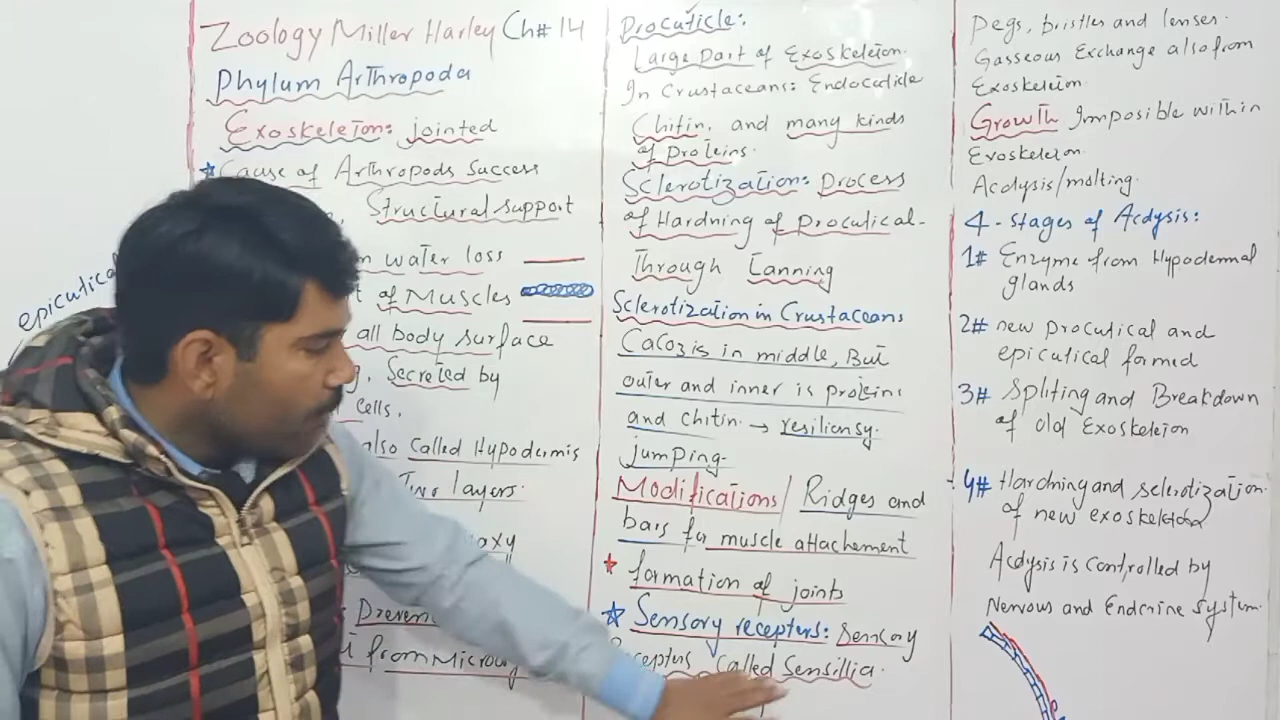 Zoology Miller Harley Ch# 14
Phylum Arthropoda
Exoskeleton: jointed
Cause of Arthropods Success
Structural support
water loss
of Muscles
epicutical
all body surface
Secreted by
cells.
also called Hypodermis
Two layers.
waxy
from
Procuticle:
Large part of Exoskeleton.
In Crustaceans: Endocuticle
Chitin, and many kinds
of proteins.
Sclerotization: Process
of Hardning of procutical-
Through Tanning
Sclerotization in Crustaceans
CaCO3 is in middle, But
outer and inner is proteins
and chitin. → resiliensy.
jumping-
Modifications/ Ridges and
bars for muscle attachement
formation of joints
Sensory recepters: Sensory
called Sensillia.
Pegs, bristles and lenses.
Gasseous Exchange also from
Exoskeleton.
Growth Imposible within
Exoskeleton.
Acdysis/molting.
4 - Stages of Acdysis:
1# Enzyme from Hypodermal
glands
2# new procutical and
epicutical formed
3# Spliting and Breakdown
of old Exoskeleton
4# Hardning and sclerotization.
of new exoskeleton
Acdysis is controlled by
Nervous and Endcrine system.